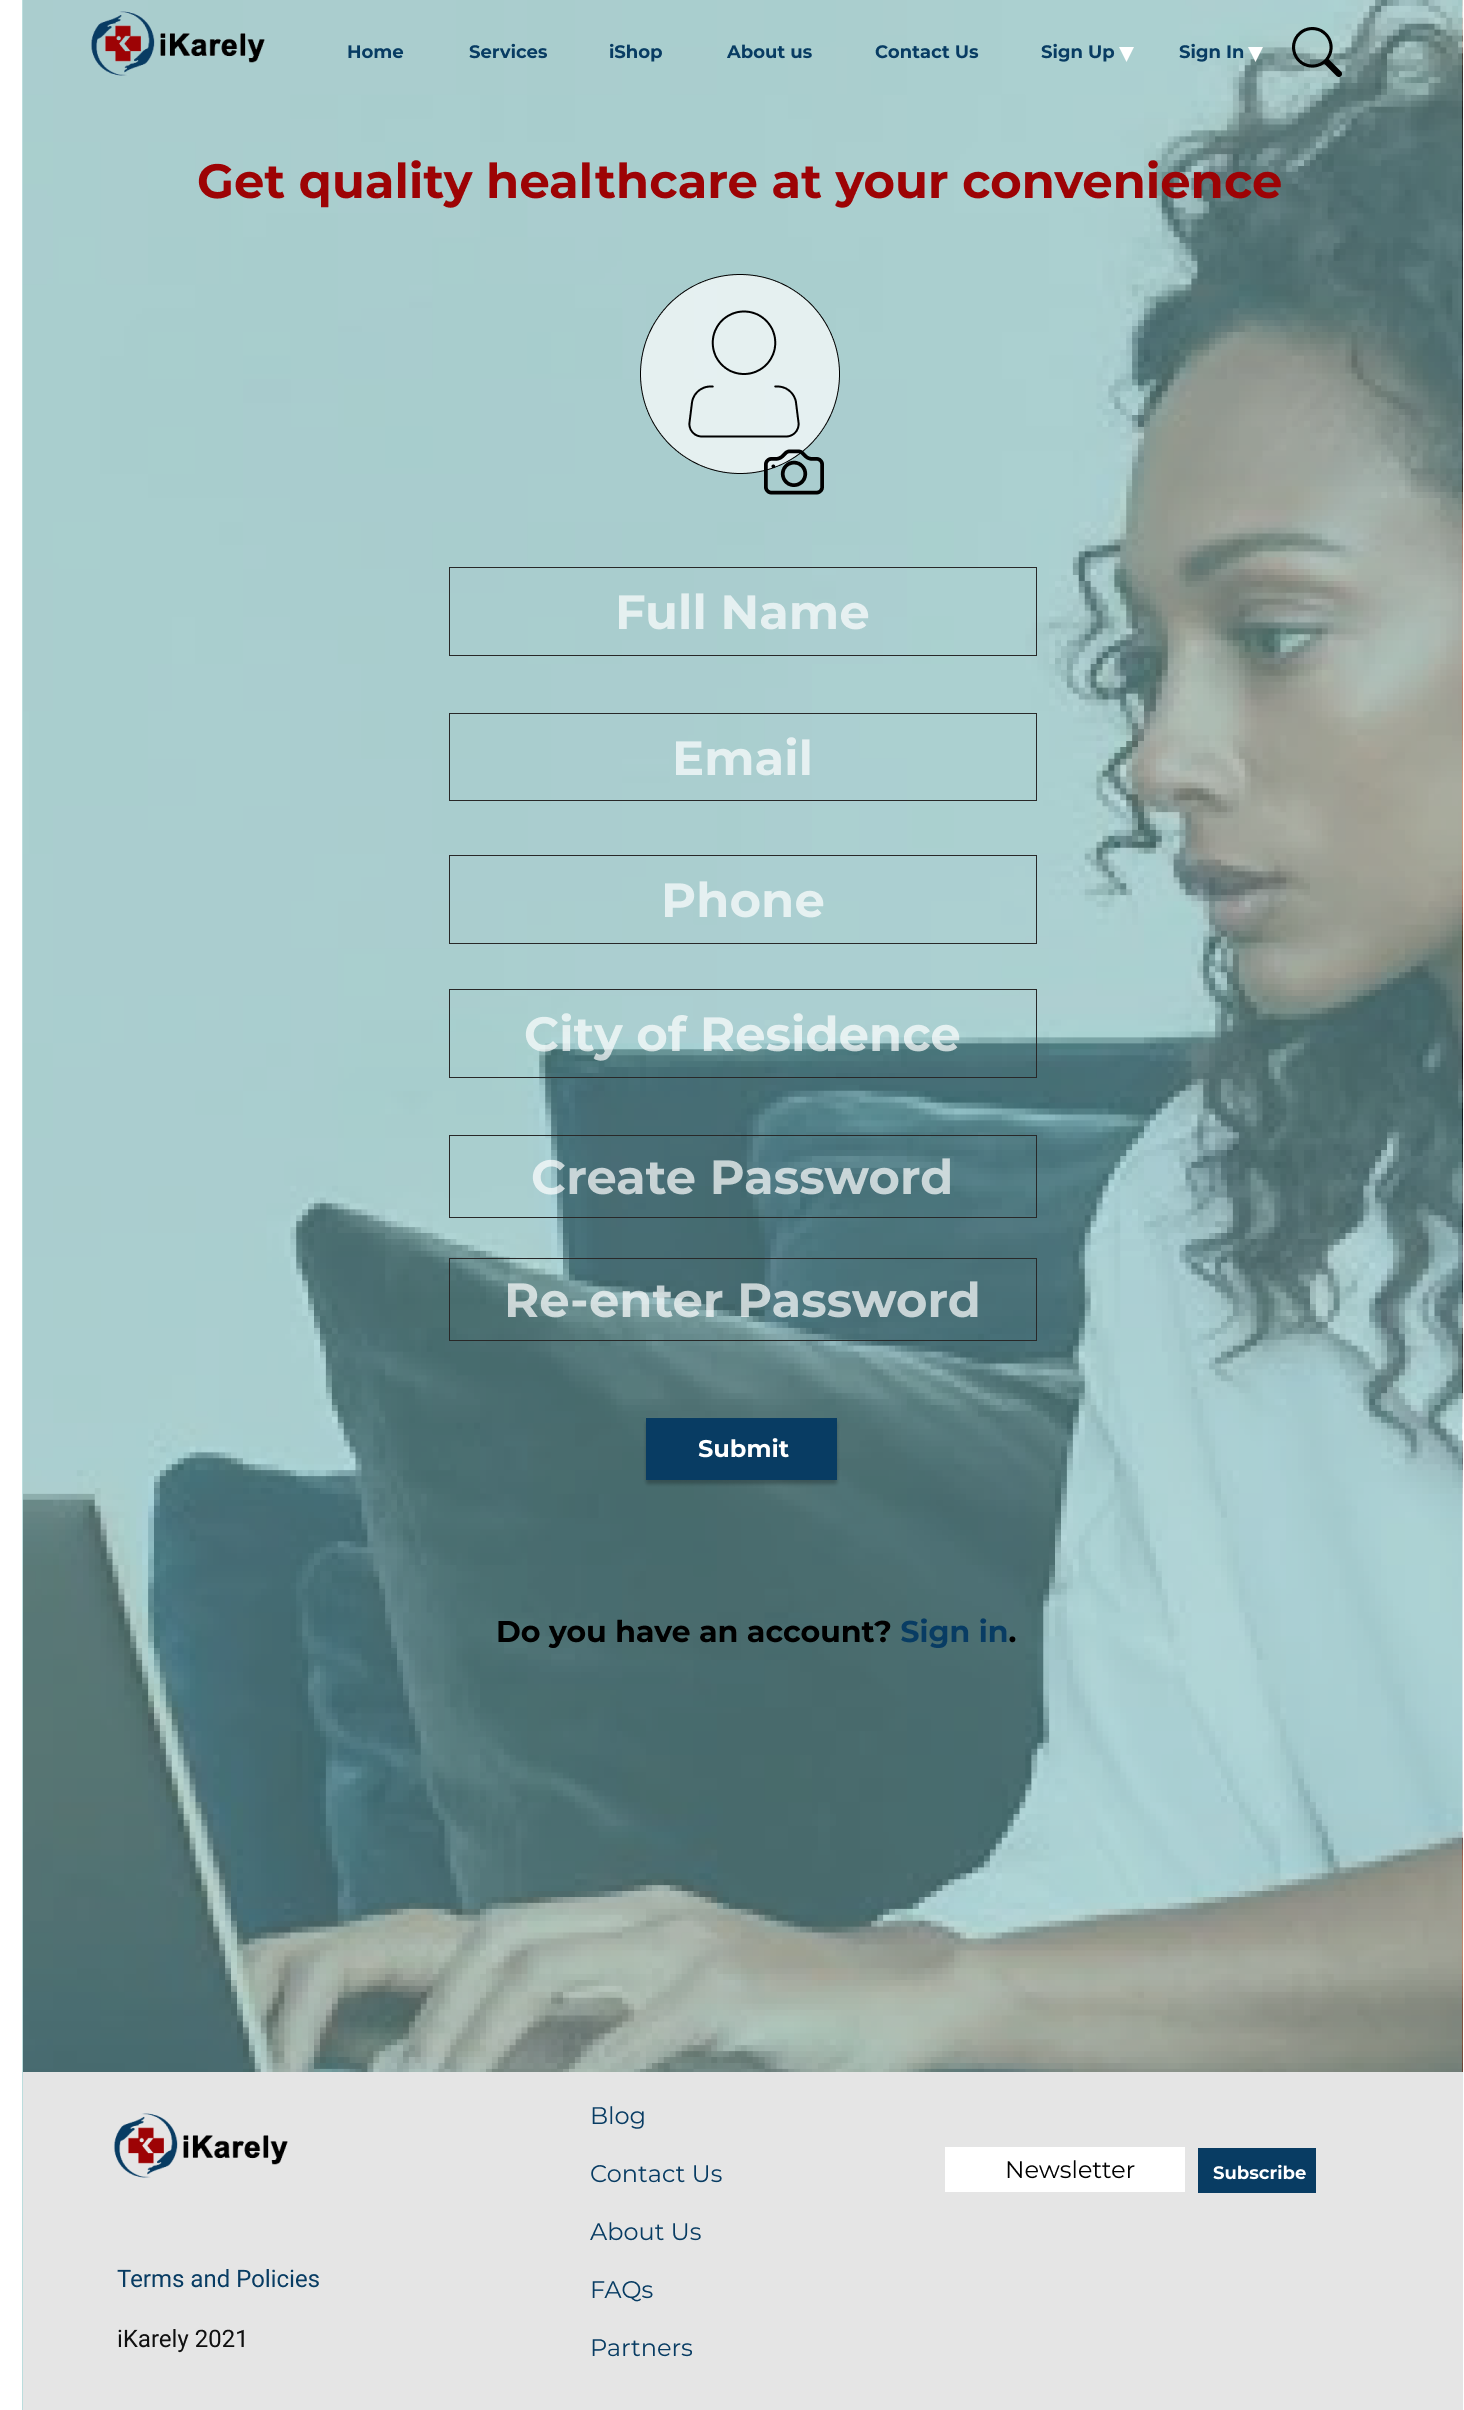 iKarely
Home Services iShop About us Contact Us Sign Up Sign In
Get quality healthcare at your convenience
Full Name
Email
Phone
City of Residence
Create Password
Re-enter Password
Submit
Do you have an account? Sign in.
iKarely
Terms and Policies
iKarely 2021
Blog
Contact Us
About Us
FAQs
Partners
Newsletter Subscribe